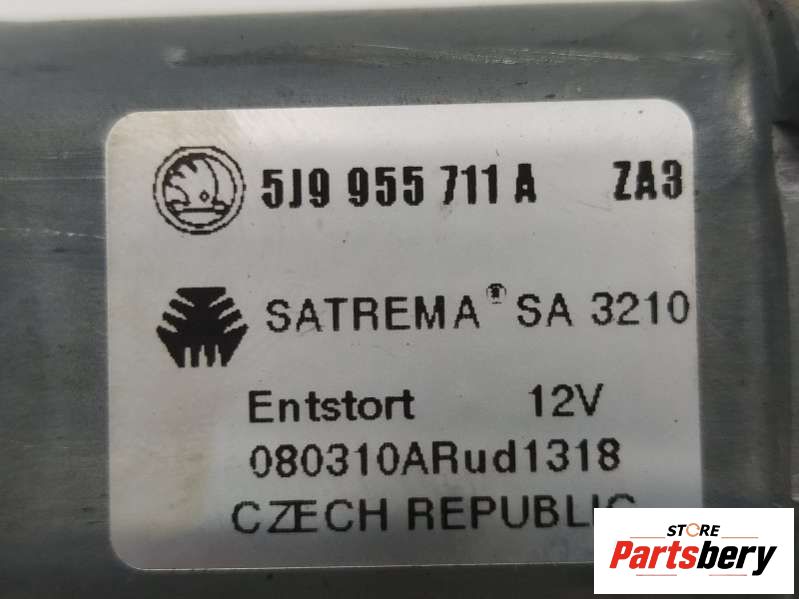 5J9 955 711 A ZA3
SATREMA® SA 3210
Entstort 12V
080310ARud1318
CZECH REPUBLIC
STORE
Partsbery